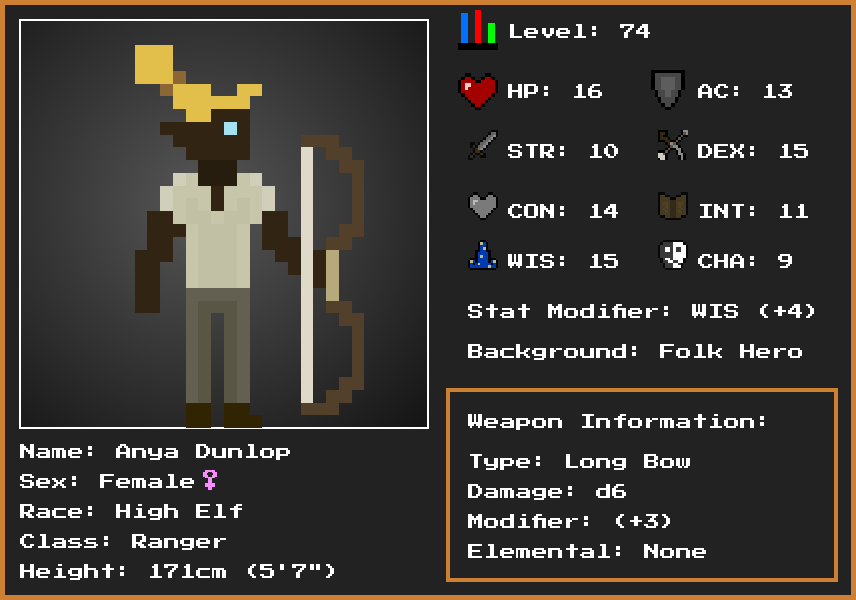 Level: 74
HP: 16
AC: 13
STR: 10
DEX: 15
CON: 14
INT: 11
WIS: 15
CHA: 9
Stat Modifier: WIS (+4)
Background: Folk Hero
Weapon Information:
Type: Long Bow
Damage: d6
Modifier: (+3)
Elemental: None
Name: Anya Dunlop
Sex: Female♀
Race: High Elf
Class: Ranger
Height: 171cm (5'7")